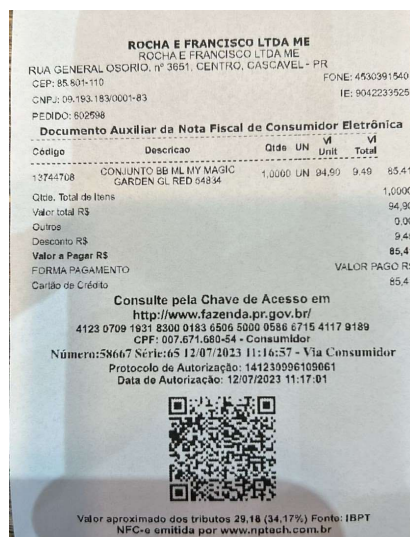 ROCHA E FRANCISCO LTDA ME
ROCHA E FRANCISCO LTDA ME
RUA GENERAL OSORIO, nº 3651, CENTRO, CASCAVEL - PR
CEP: 85.801-110 FONE: 4530391540
CNPJ: 09.193.183/0001-83 IE: 9042233525
PEDIDO: 602598
Documento Auxiliar da Nota Fiscal de Consumidor Eletrônica
Código Descricao Qtde UN Vl Unit Vl Total
13744708 CONJUNTO BB ML MY MAGIC 1,0000 UN 94,90 9,49 85,41
GARDEN GL RED 54834
Qtde. Total de Itens 1,0000
Valor total R$ 94,90
Outros 0,00
Desconto R$ 9,49
Valor a Pagar R$ 85,4
FORMA PAGAMENTO VALOR PAGO R$
Cartão de Crédito 85,4
Consulte pela Chave de Acesso em
http://www.fazenda.pr.gov.br/
4123 0709 1931 8300 0183 6506 5000 0586 6715 4117 9189
CPF: 007.671.680-54 - Consumidor
Número:58667 Série:65 12/07/2023 11:16:57 - Via Consumidor
Protocolo de Autorização: 141230996109061
Data de Autorização: 12/07/2023 11:17:01
Valor aproximado dos tributos 29,18 (34,17%) Fonte: IBPT
NFC-e emitida por www.nptech.com.br